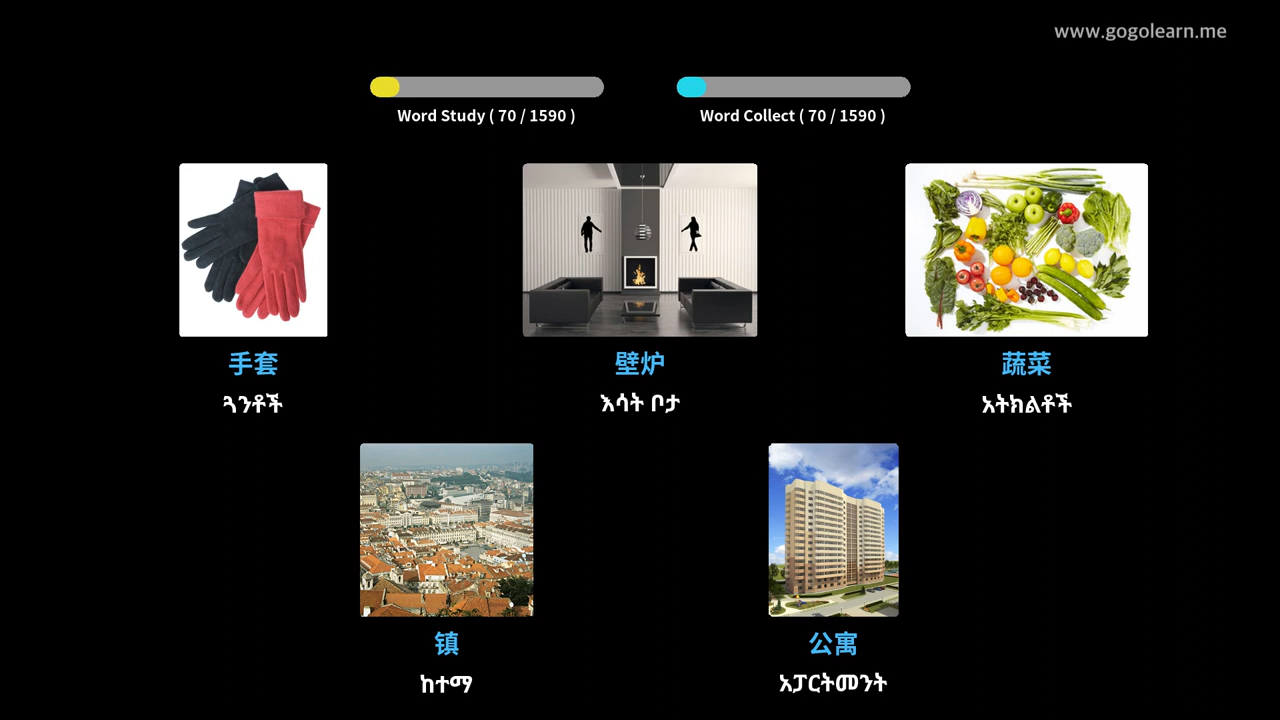 www.gogolearn.me
Word Study ( 70 / 1590 )
Word Collect ( 70 / 1590 )
手套
壁炉
蔬菜
ጓንቶች
እሳት ቦታ
አትክልቶች
镇
公寓
ከተማ
አፓርትመንት